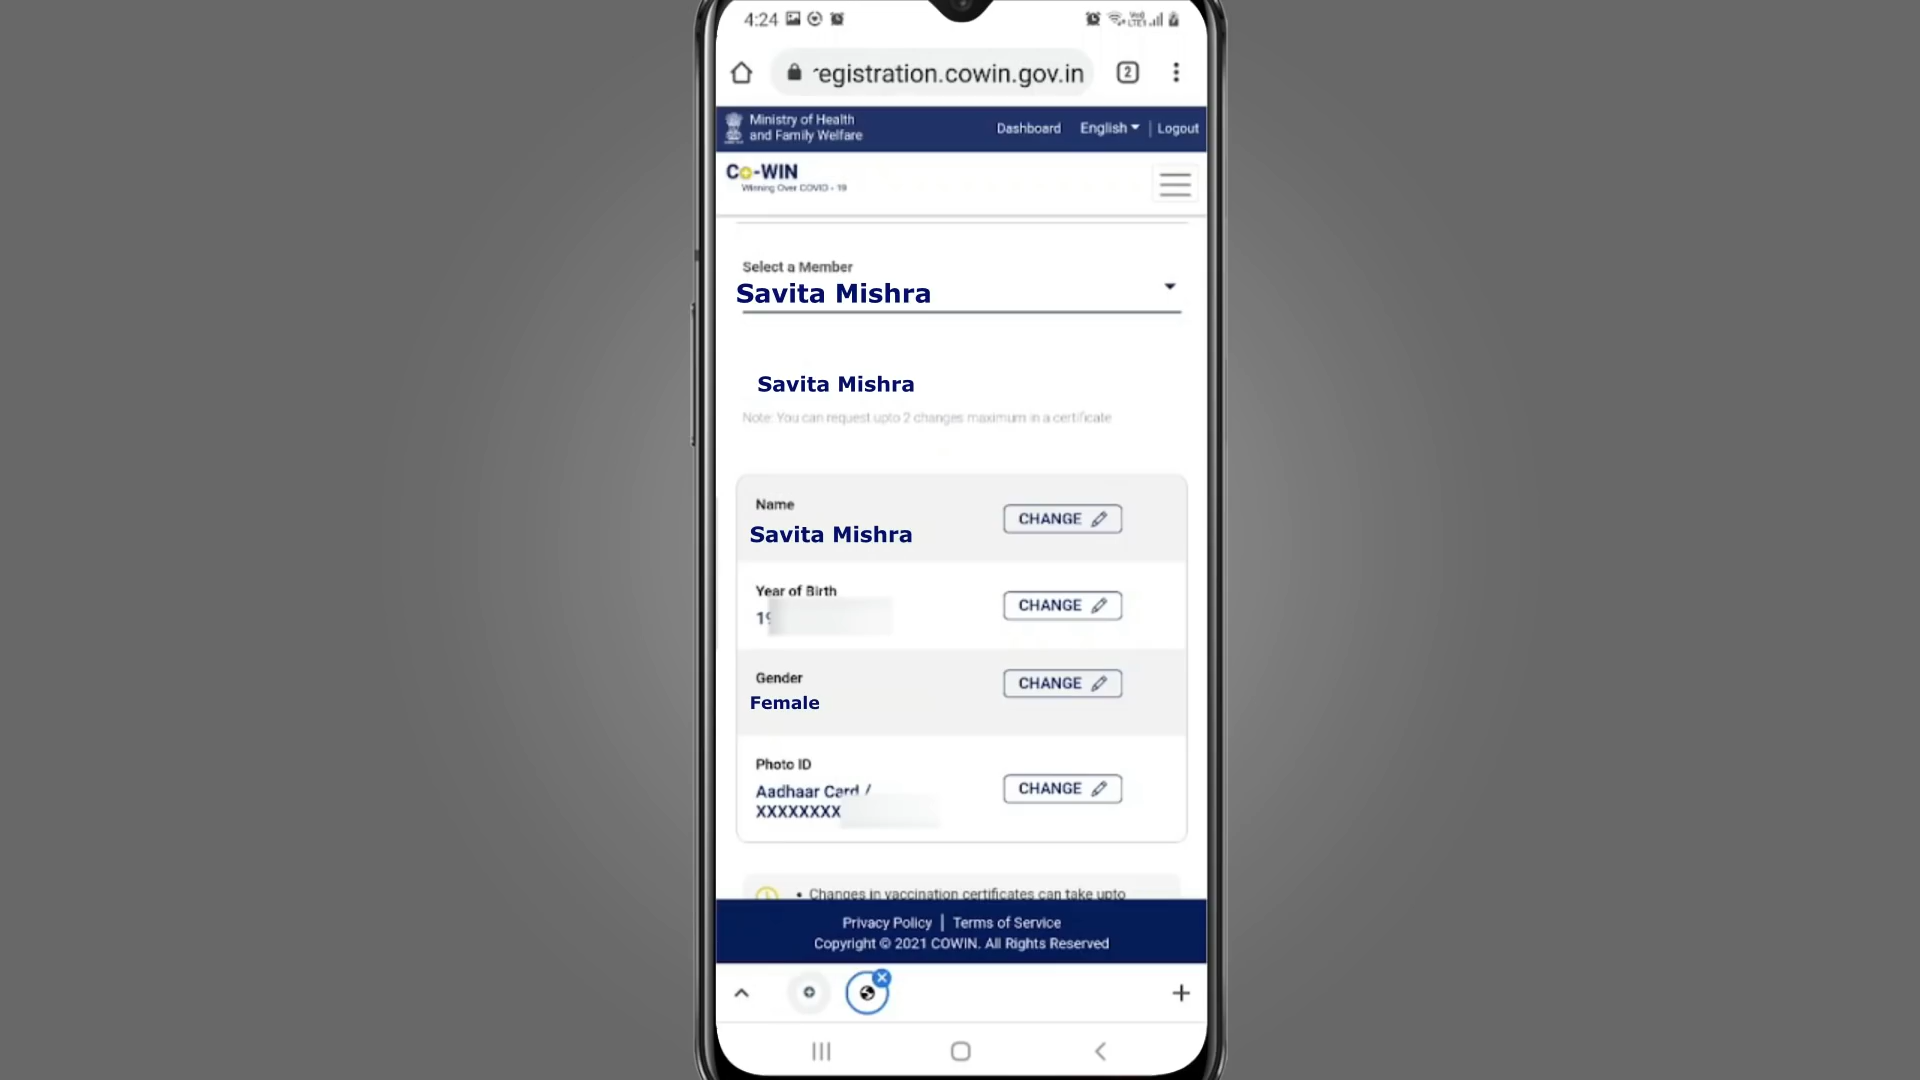 4:24
registration.cowin.gov.in
2
Ministry of Health
and Family Welfare
Dashboard English | Logout
Co-WIN
Winning Over COVID - 19
Select a Member
Savita Mishra
Savita Mishra
Note: You can request upto 2 changes maximum in a certificate
Name
CHANGE
Savita Mishra
Year of Birth
CHANGE
19
Gender
CHANGE
Female
Photo ID
CHANGE
Aadhaar Card /
XXXXXXXX
• Changes in vaccination certificates can take upto
Privacy Policy | Terms of Service
Copyright © 2021 COWIN. All Rights Reserved